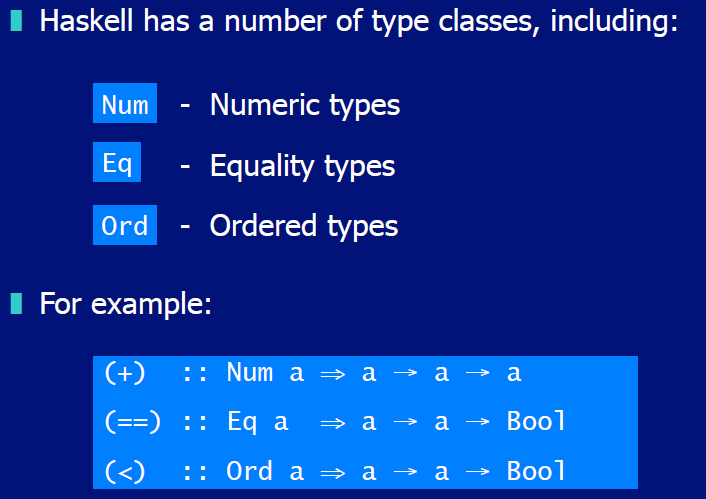 Haskell has a number of type classes, including:
Num - Numeric types
Eq - Equality types
Ord - Ordered types
For example:
(+) :: Num a ⇒ a → a → a
(==) :: Eq a ⇒ a → a → Bool
(<) :: Ord a ⇒ a → a → Bool